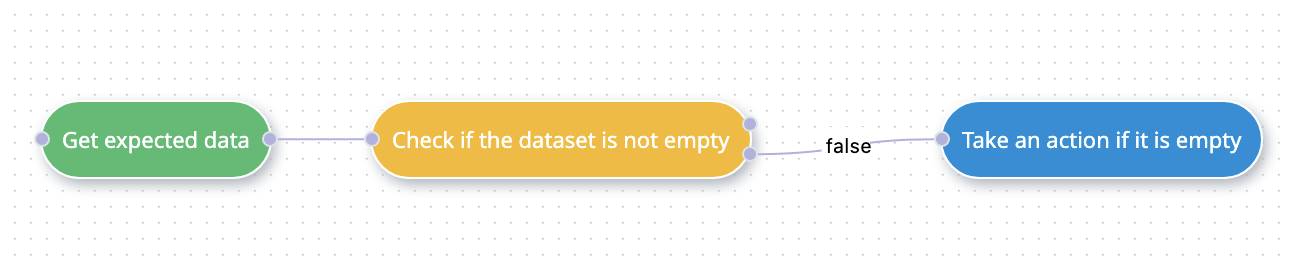 Get expected data
Check if the dataset is not empty
false
Take an action if it is empty